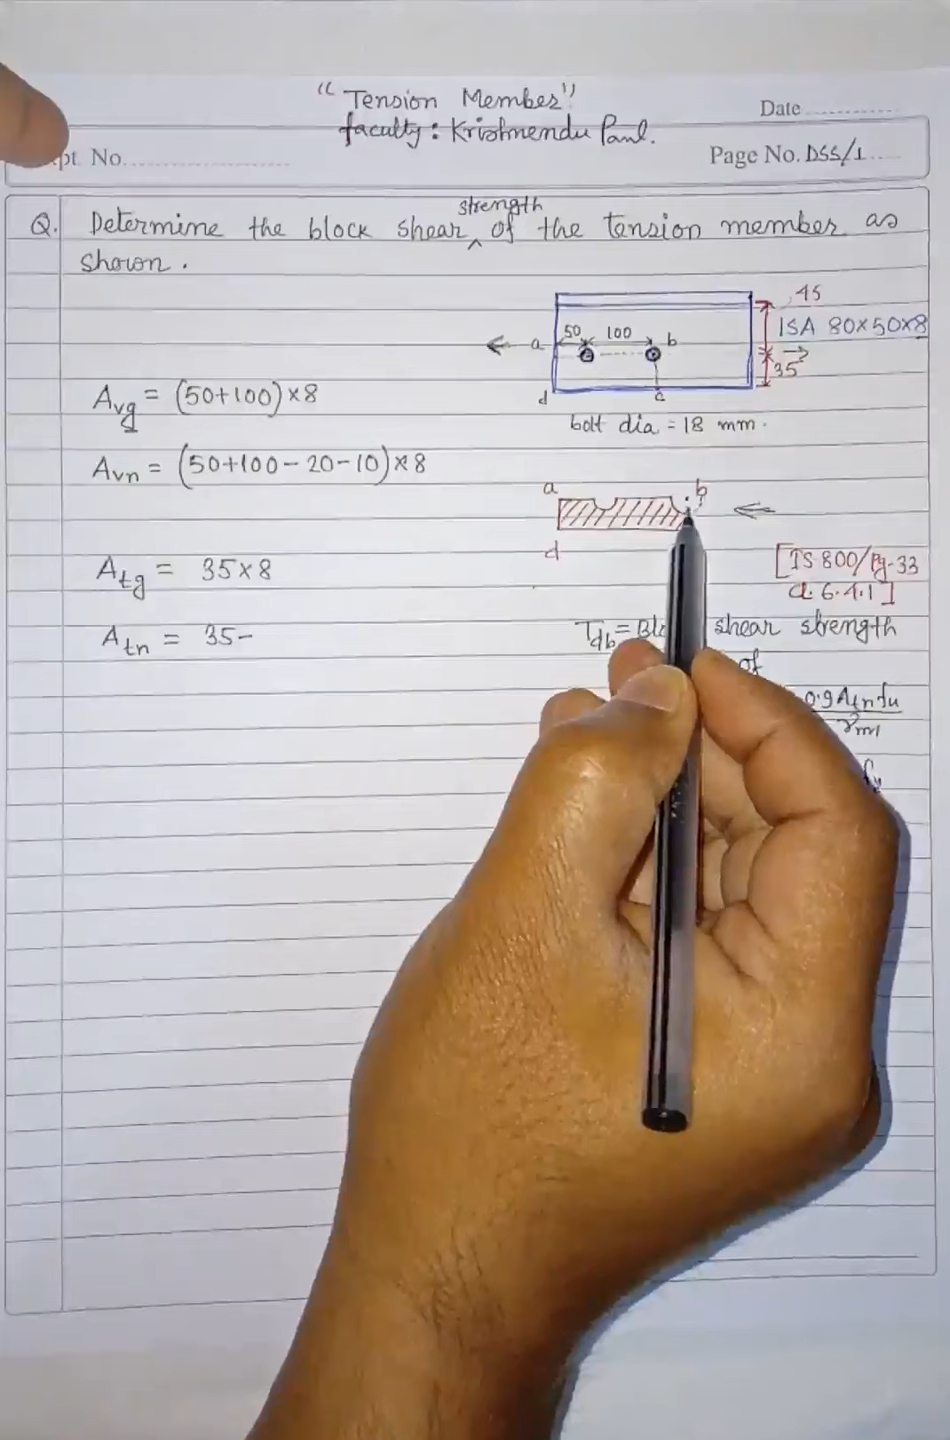 "Tension Member"
faculty: Krishnendu Paul.
Date
pt. No.
Page No. DSS/1
strength
Q. Determine the block shear ^ of the tension member as
shown.
45
50 100
ISA 80×50×8
a b
35
d c
bolt dia = 18 mm.
Avg = (50+100)×8
Avn = (50+100-20-10)×8
a b
d
[IS 800/Pg-33
Cl. 6.4.1]
Atg = 35×8
Atn = 35-
Tdb = shear strength
of
0.9Atnfu
γm1
fy